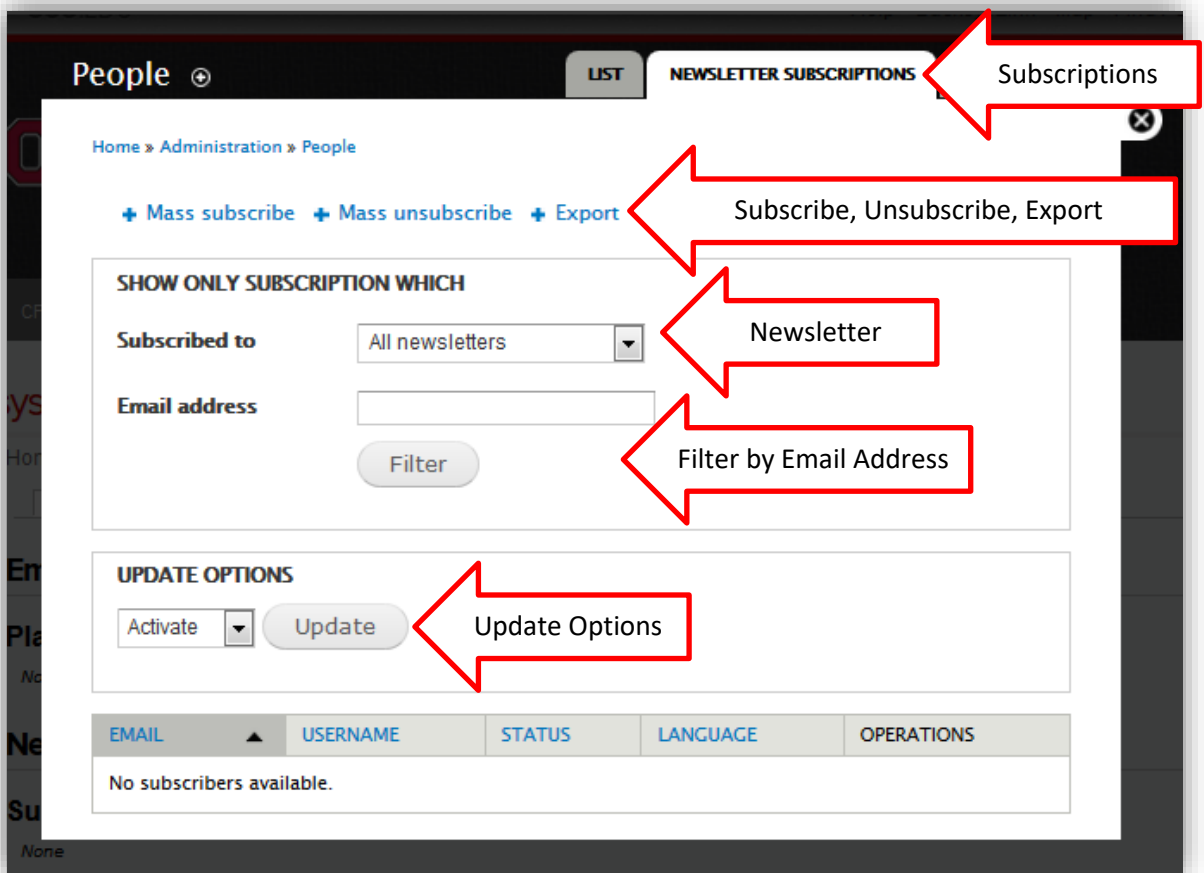 People
LIST
NEWSLETTER SUBSCRIPTIONS
Subscriptions
Home » Administration » People
+ Mass subscribe + Mass unsubscribe + Export
Subscribe, Unsubscribe, Export
SHOW ONLY SUBSCRIPTION WHICH
Subscribed to
All newsletters
Newsletter
Email address
Filter
Filter by Email Address
UPDATE OPTIONS
Activate
Update
Update Options
EMAIL USERNAME STATUS LANGUAGE OPERATIONS
No subscribers available.
None